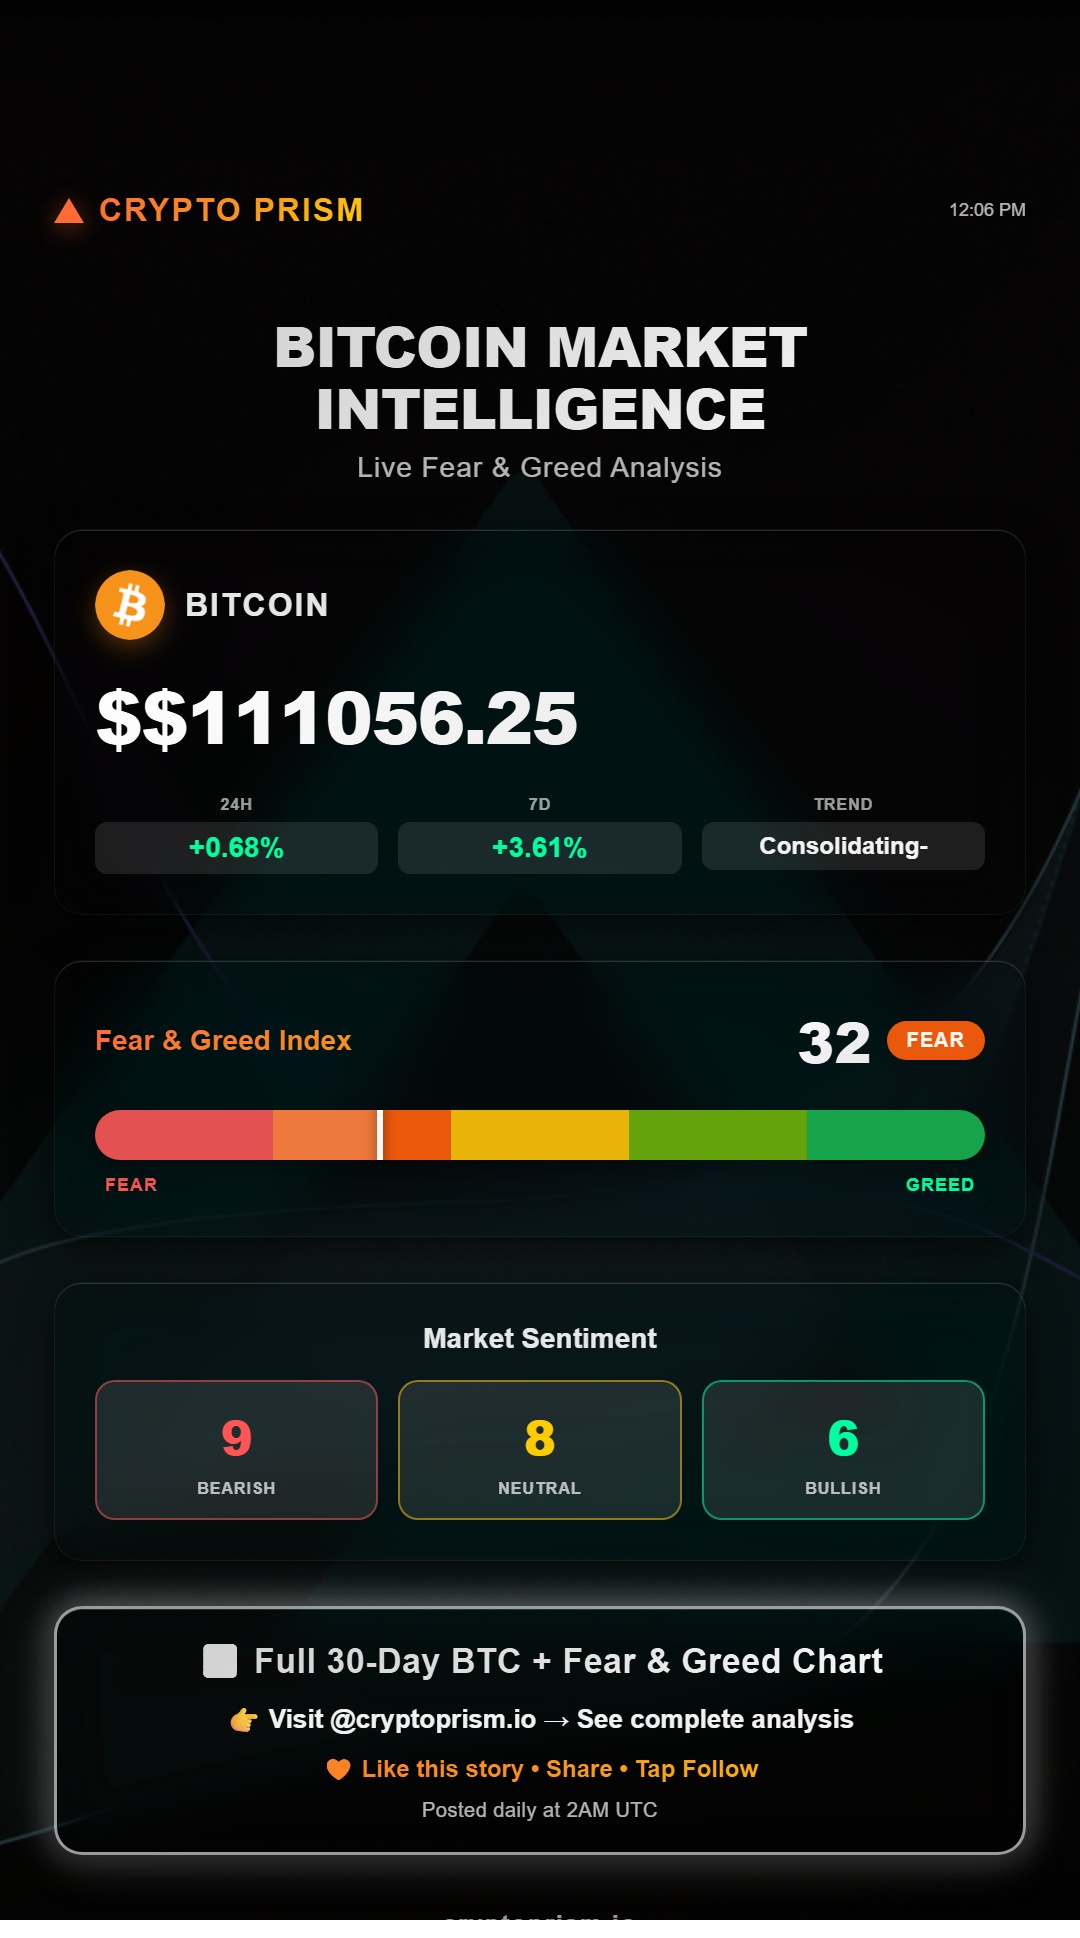 CRYPTO PRISM
12:06 PM
BITCOIN MARKET
INTELLIGENCE
Live Fear & Greed Analysis
BITCOIN
$$111056.25
24H 7D TREND
+0.68% +3.61% Consolidating-
Fear & Greed Index 32 FEAR
FEAR GREED
Market Sentiment
9 8 6
BEARISH NEUTRAL BULLISH
Full 30-Day BTC + Fear & Greed Chart
👉 Visit @cryptoprism.io → See complete analysis
🧡 Like this story • Share • Tap Follow
Posted daily at 2AM UTC